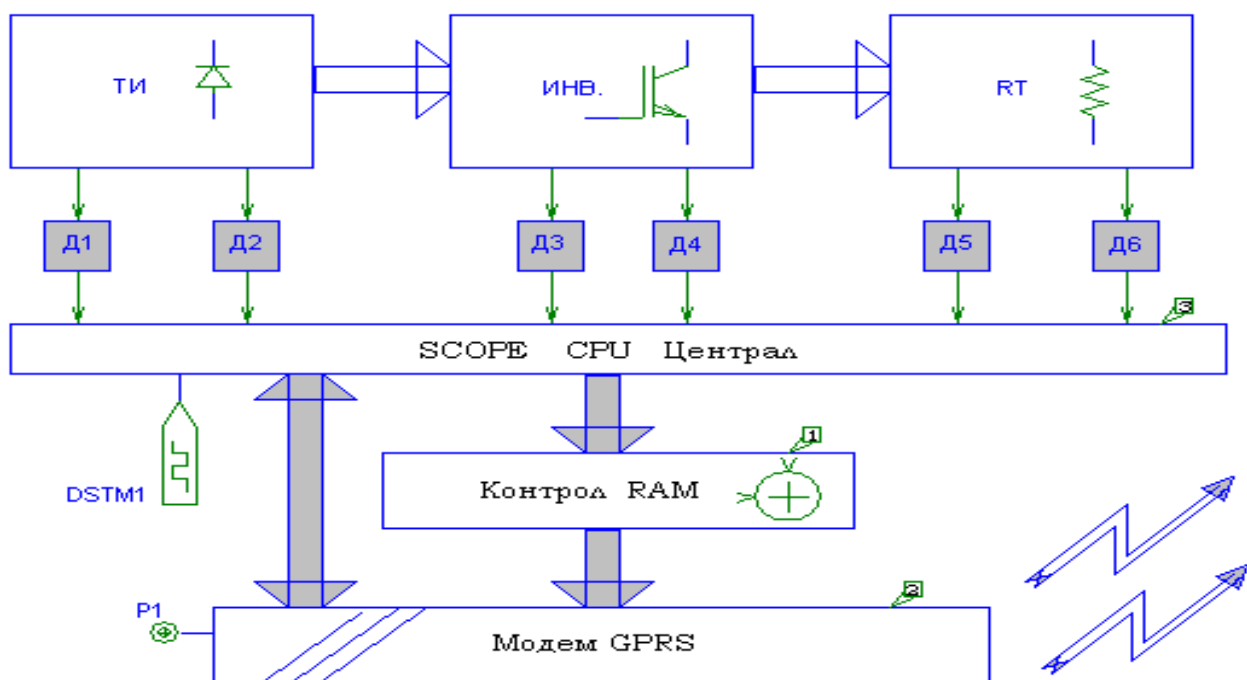 ТИ
ИНВ.
RT
Д1
Д2
Д3
Д4
Д5
Д6
3
SCOPE CPU Централ
1
DSTM1
Контрол RAM
2
P1
Модем GPRS